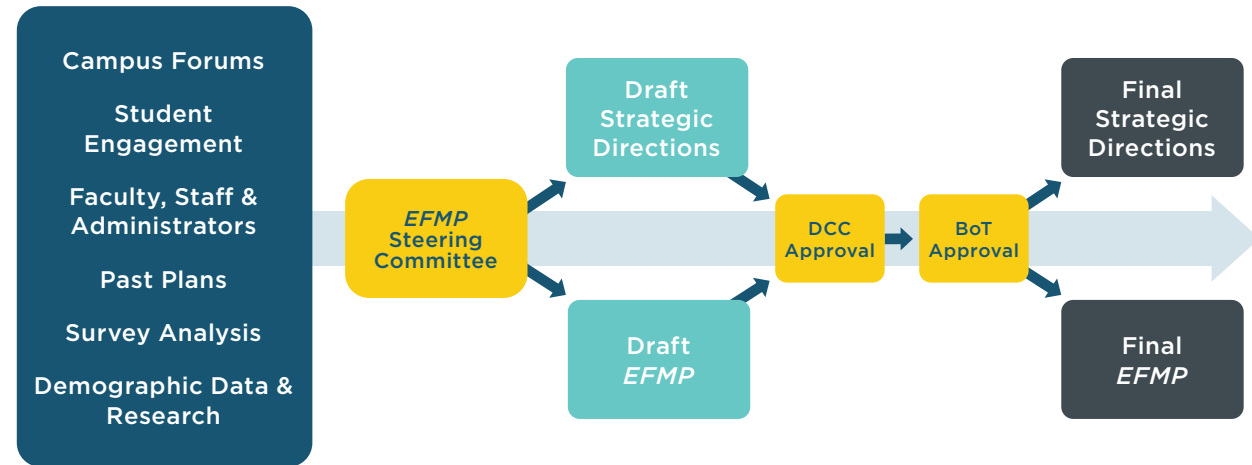 Campus Forums
Student
Engagement
Faculty, Staff &
Administrators
Past Plans
Survey Analysis
Demographic Data &
Research
EFMP
Steering
Committee
Draft
Strategic
Directions
Draft
EFMP
DCC
Approval
BoT
Approval
Final
Strategic
Directions
Final
EFMP